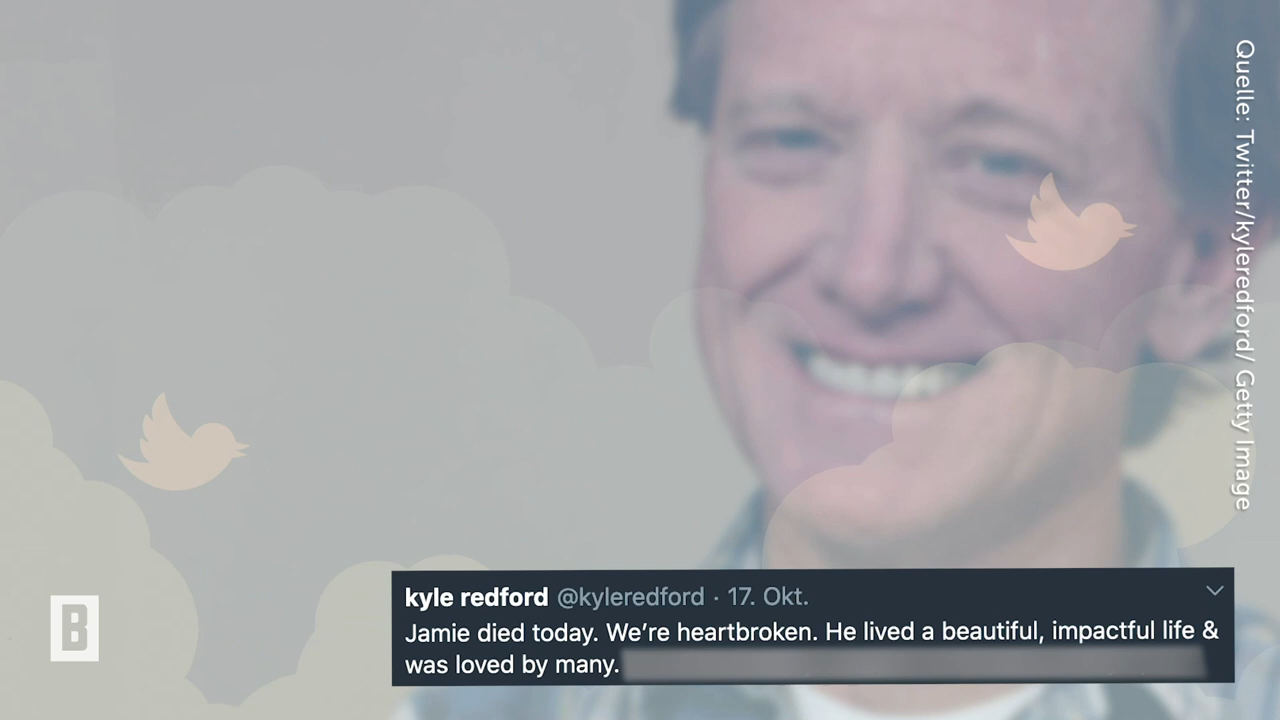 Quelle: Twitter/kyleredford/ Getty Image
kyle redford @kyleredford · 17. Okt.
Jamie died today. We're heartbroken. He lived a beautiful, impactful life &
was loved by many.
B